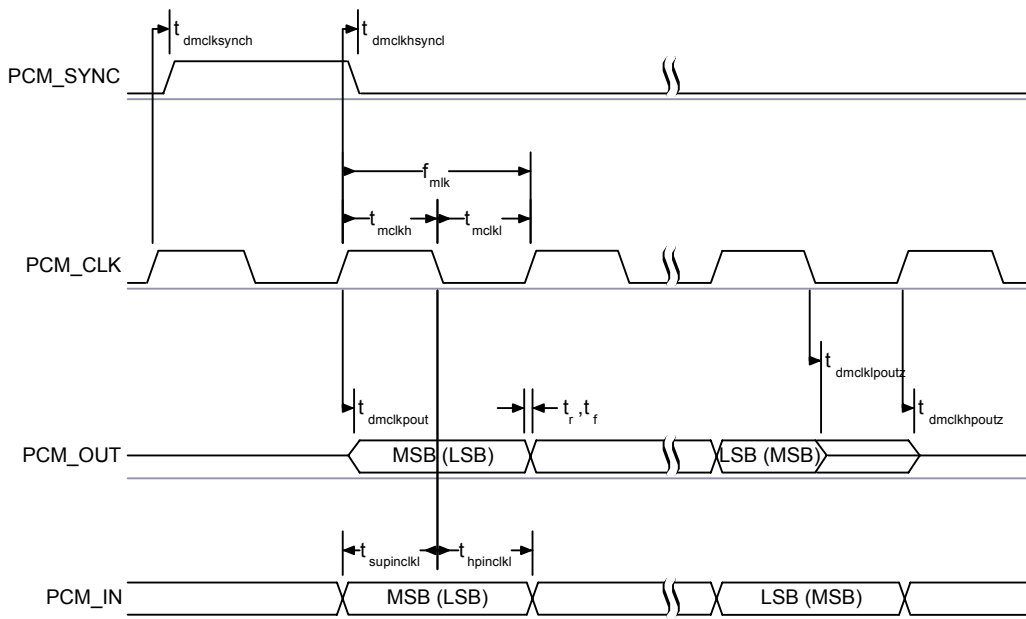 t dmclksynch
t dmclkhsyncl
PCM_SYNC
f mlk
t mclkh
t mclkl
PCM_CLK
t dmclklpoutz
t dmclkpout
t r ,t f
t dmclkhpoutz
PCM_OUT
MSB (LSB)
LSB (MSB)
t supinclkl
t hpinclkl
PCM_IN
MSB (LSB)
LSB (MSB)